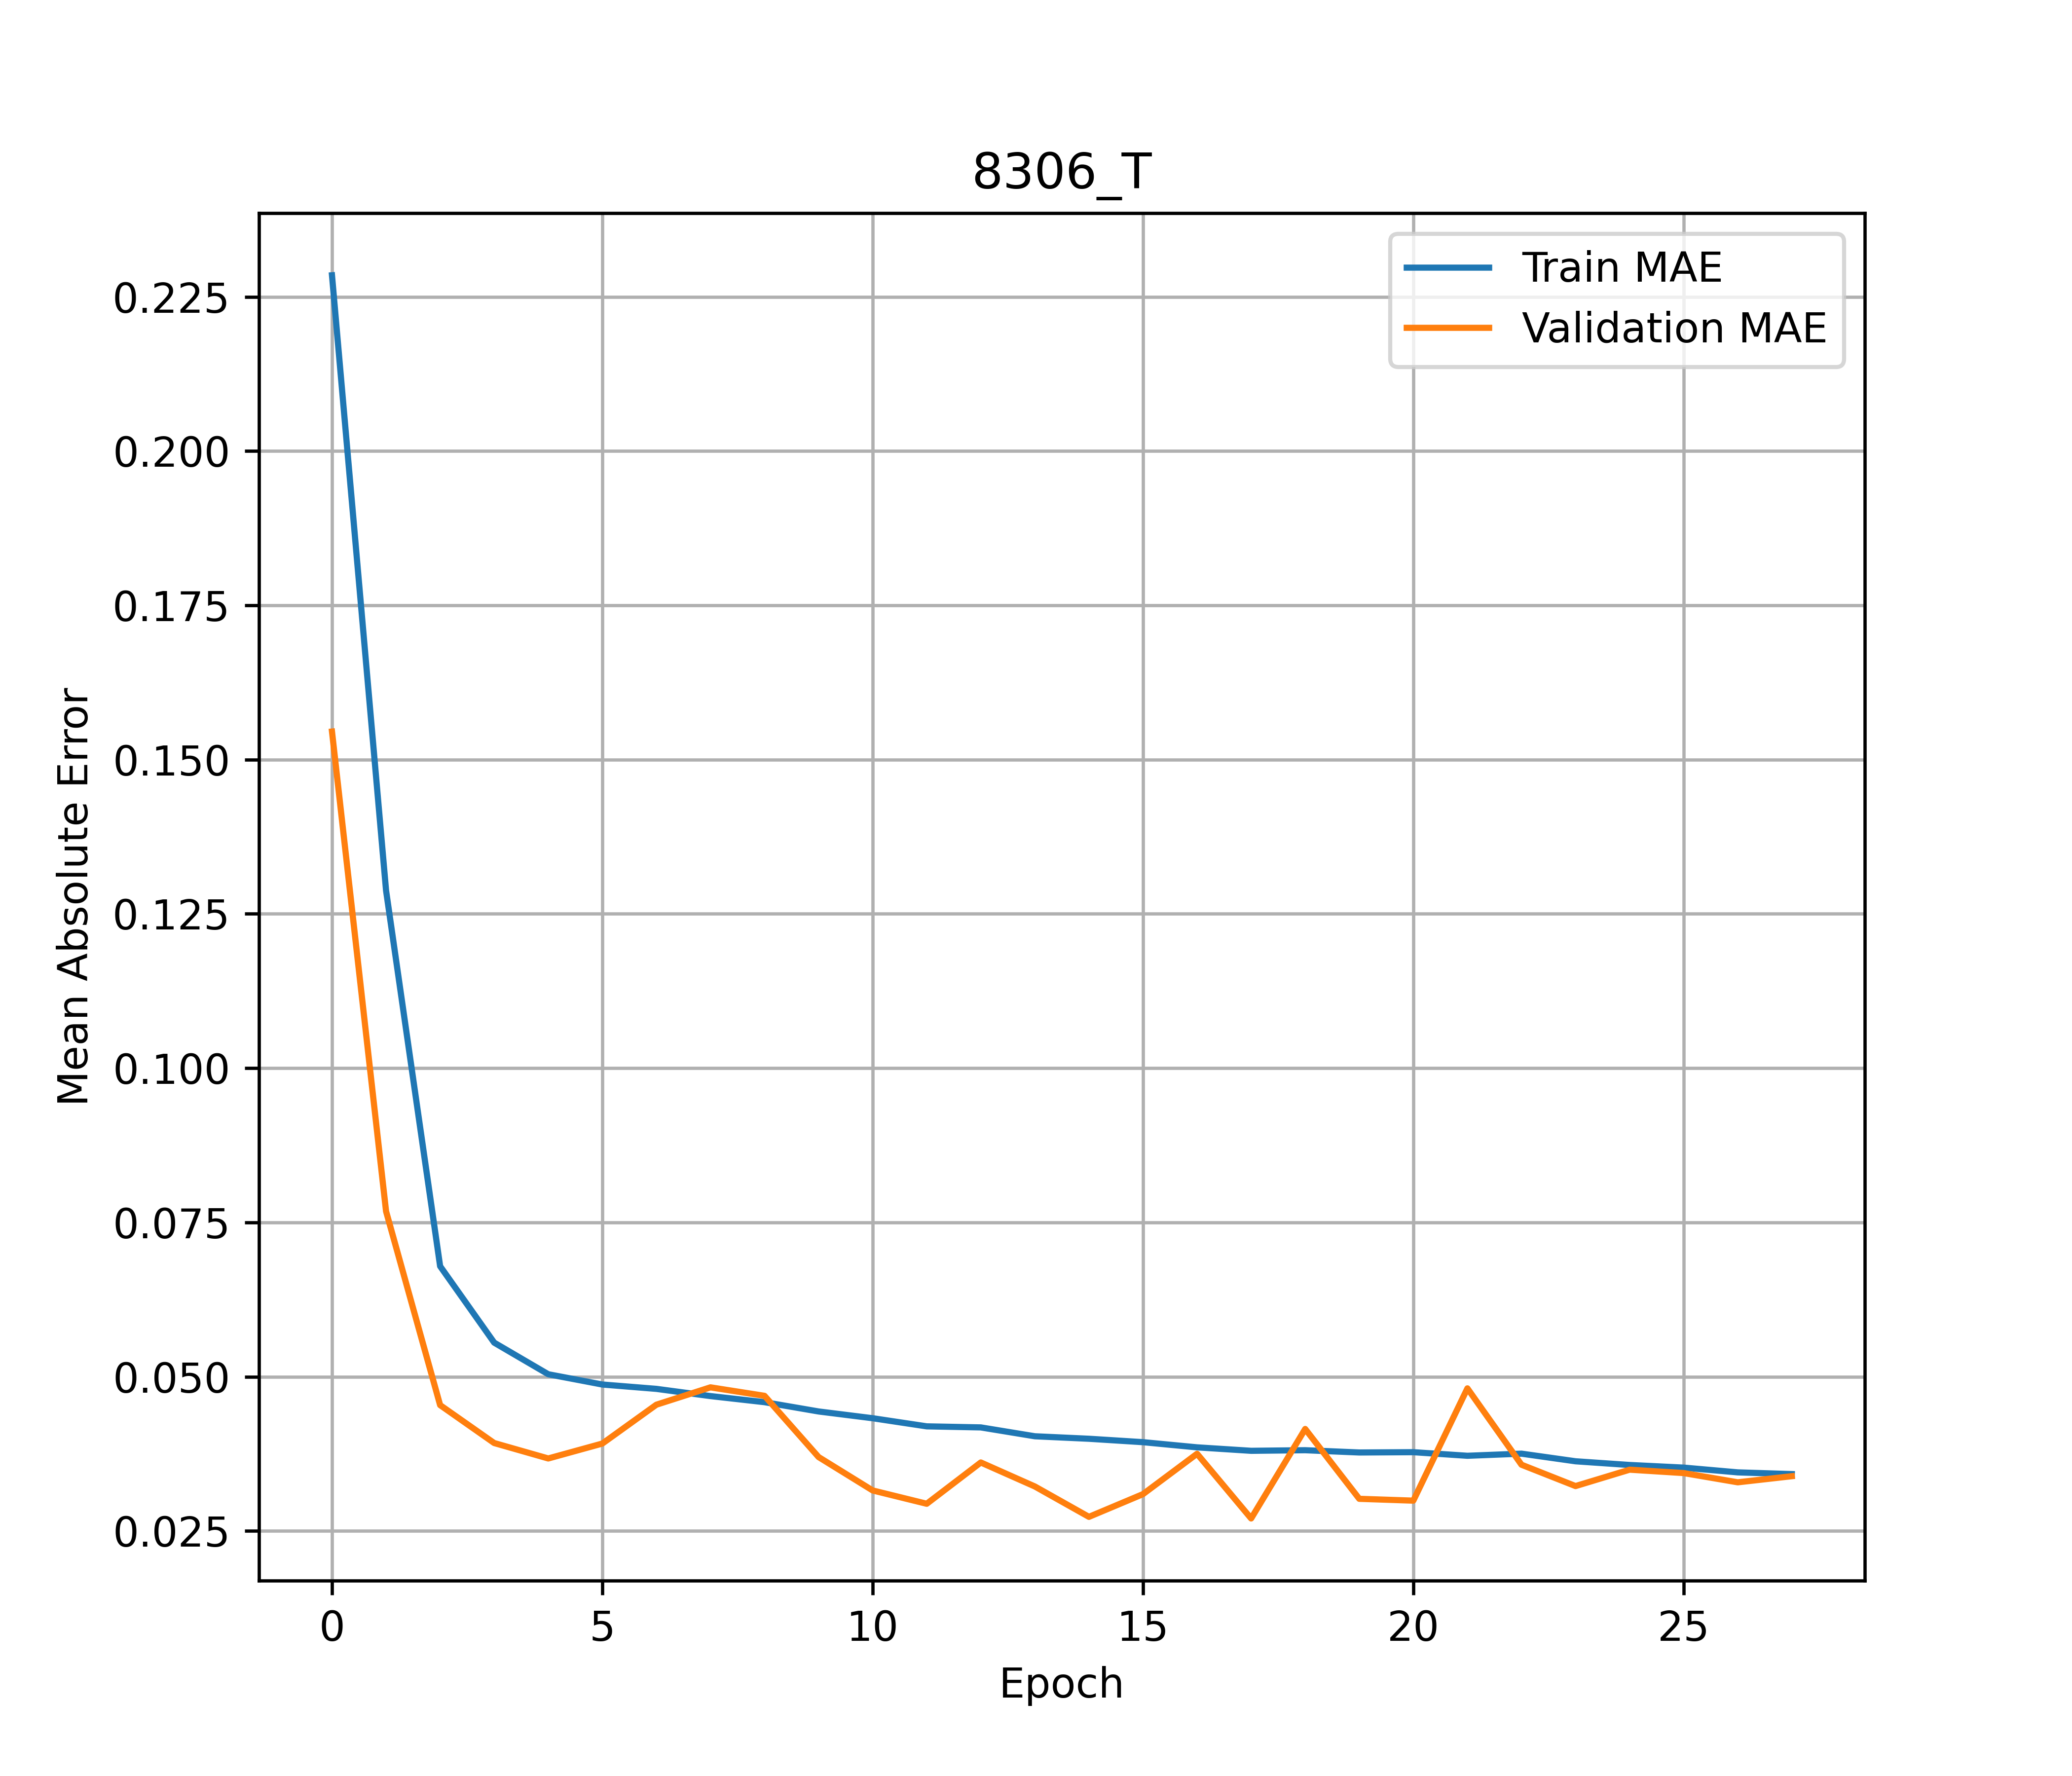 8306_T
Train MAE
Validation MAE
Mean Absolute Error
0.225
0.200
0.175
0.150
0.125
0.100
0.075
0.050
0.025
0 5 10 15 20 25
Epoch